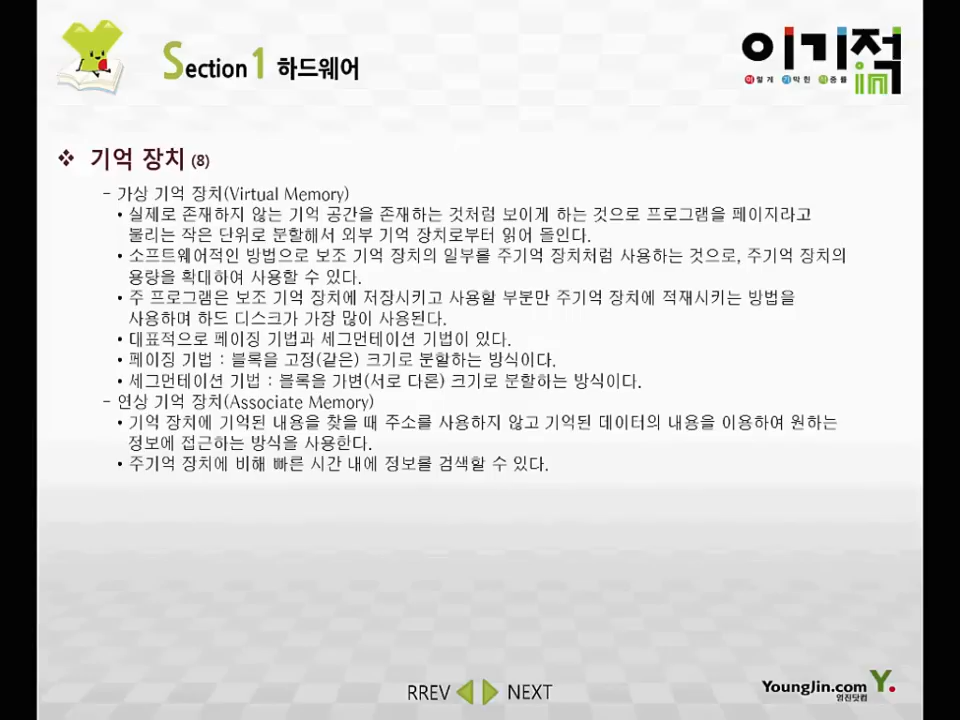 Section 1 하드웨어
이기적 in
이렇게 기막힌 적중률
❖ 기억 장치 (8)
– 가상 기억 장치(Virtual Memory)
• 실제로 존재하지 않는 기억 공간을 존재하는 것처럼 보이게 하는 것으로 프로그램을 페이지라고
불리는 작은 단위로 분할해서 외부 기억 장치로부터 읽어 들인다.
• 소프트웨어적인 방법으로 보조 기억 장치의 일부를 주기억 장치처럼 사용하는 것으로, 주기억 장치의
용량을 확대하여 사용할 수 있다.
• 주 프로그램은 보조 기억 장치에 저장시키고 사용할 부분만 주기억 장치에 적재시키는 방법을
사용하며 하드 디스크가 가장 많이 사용된다.
• 대표적으로 페이징 기법과 세그먼테이션 기법이 있다.
• 페이징 기법 : 블록을 고정(같은) 크기로 분할하는 방식이다.
• 세그먼테이션 기법 : 블록을 가변(서로 다른) 크기로 분할하는 방식이다.
– 연상 기억 장치(Associate Memory)
• 기억 장치에 기억된 내용을 찾을 때 주소를 사용하지 않고 기억된 데이터의 내용을 이용하여 원하는
정보에 접근하는 방식을 사용한다.
• 주기억 장치에 비해 빠른 시간 내에 정보를 검색할 수 있다.
RREV NEXT
YoungJin.com Y.
영진닷컴